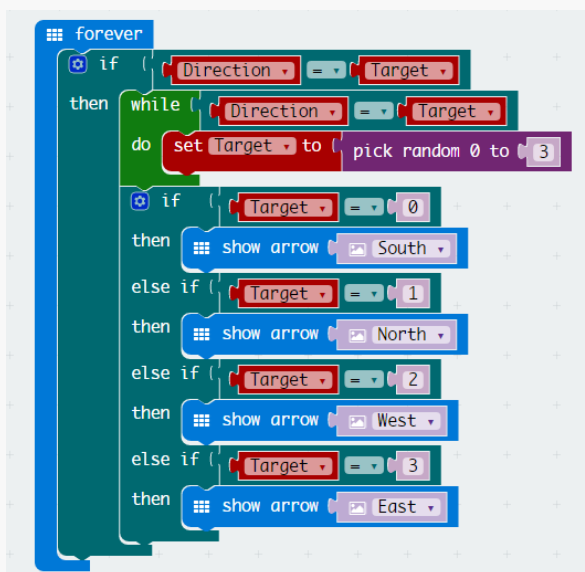 forever
if Direction = Target
then while Direction = Target
do set Target to pick random 0 to 3
if Target = 0
then show arrow South
else if Target = 1
then show arrow North
else if Target = 2
then show arrow West
else if Target = 3
then show arrow East